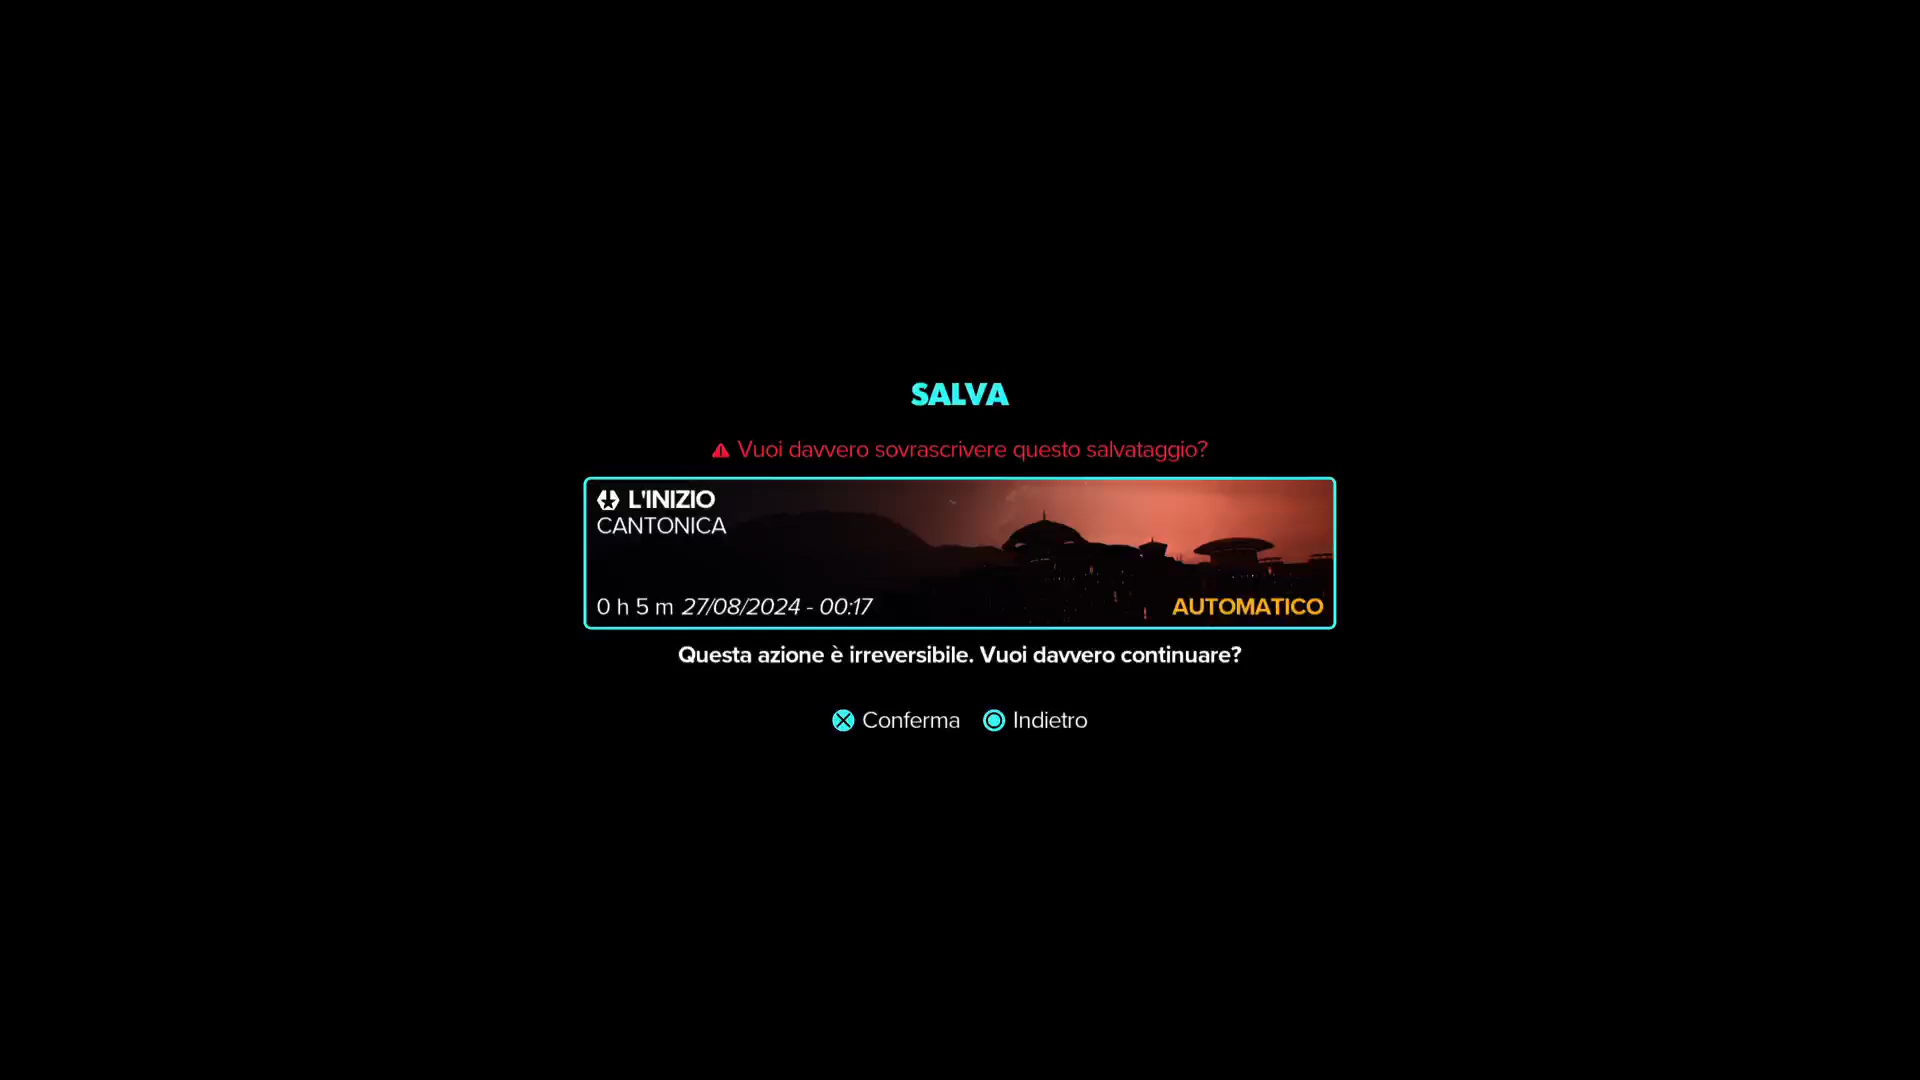 SALVA
Vuoi davvero sovrascrivere questo salvataggio?
L'INIZIO
CANTONICA
0 h 5 m 27/08/2024 - 00:17
AUTOMATICO
Questa azione è irreversibile. Vuoi davvero continuare?
Conferma Indietro